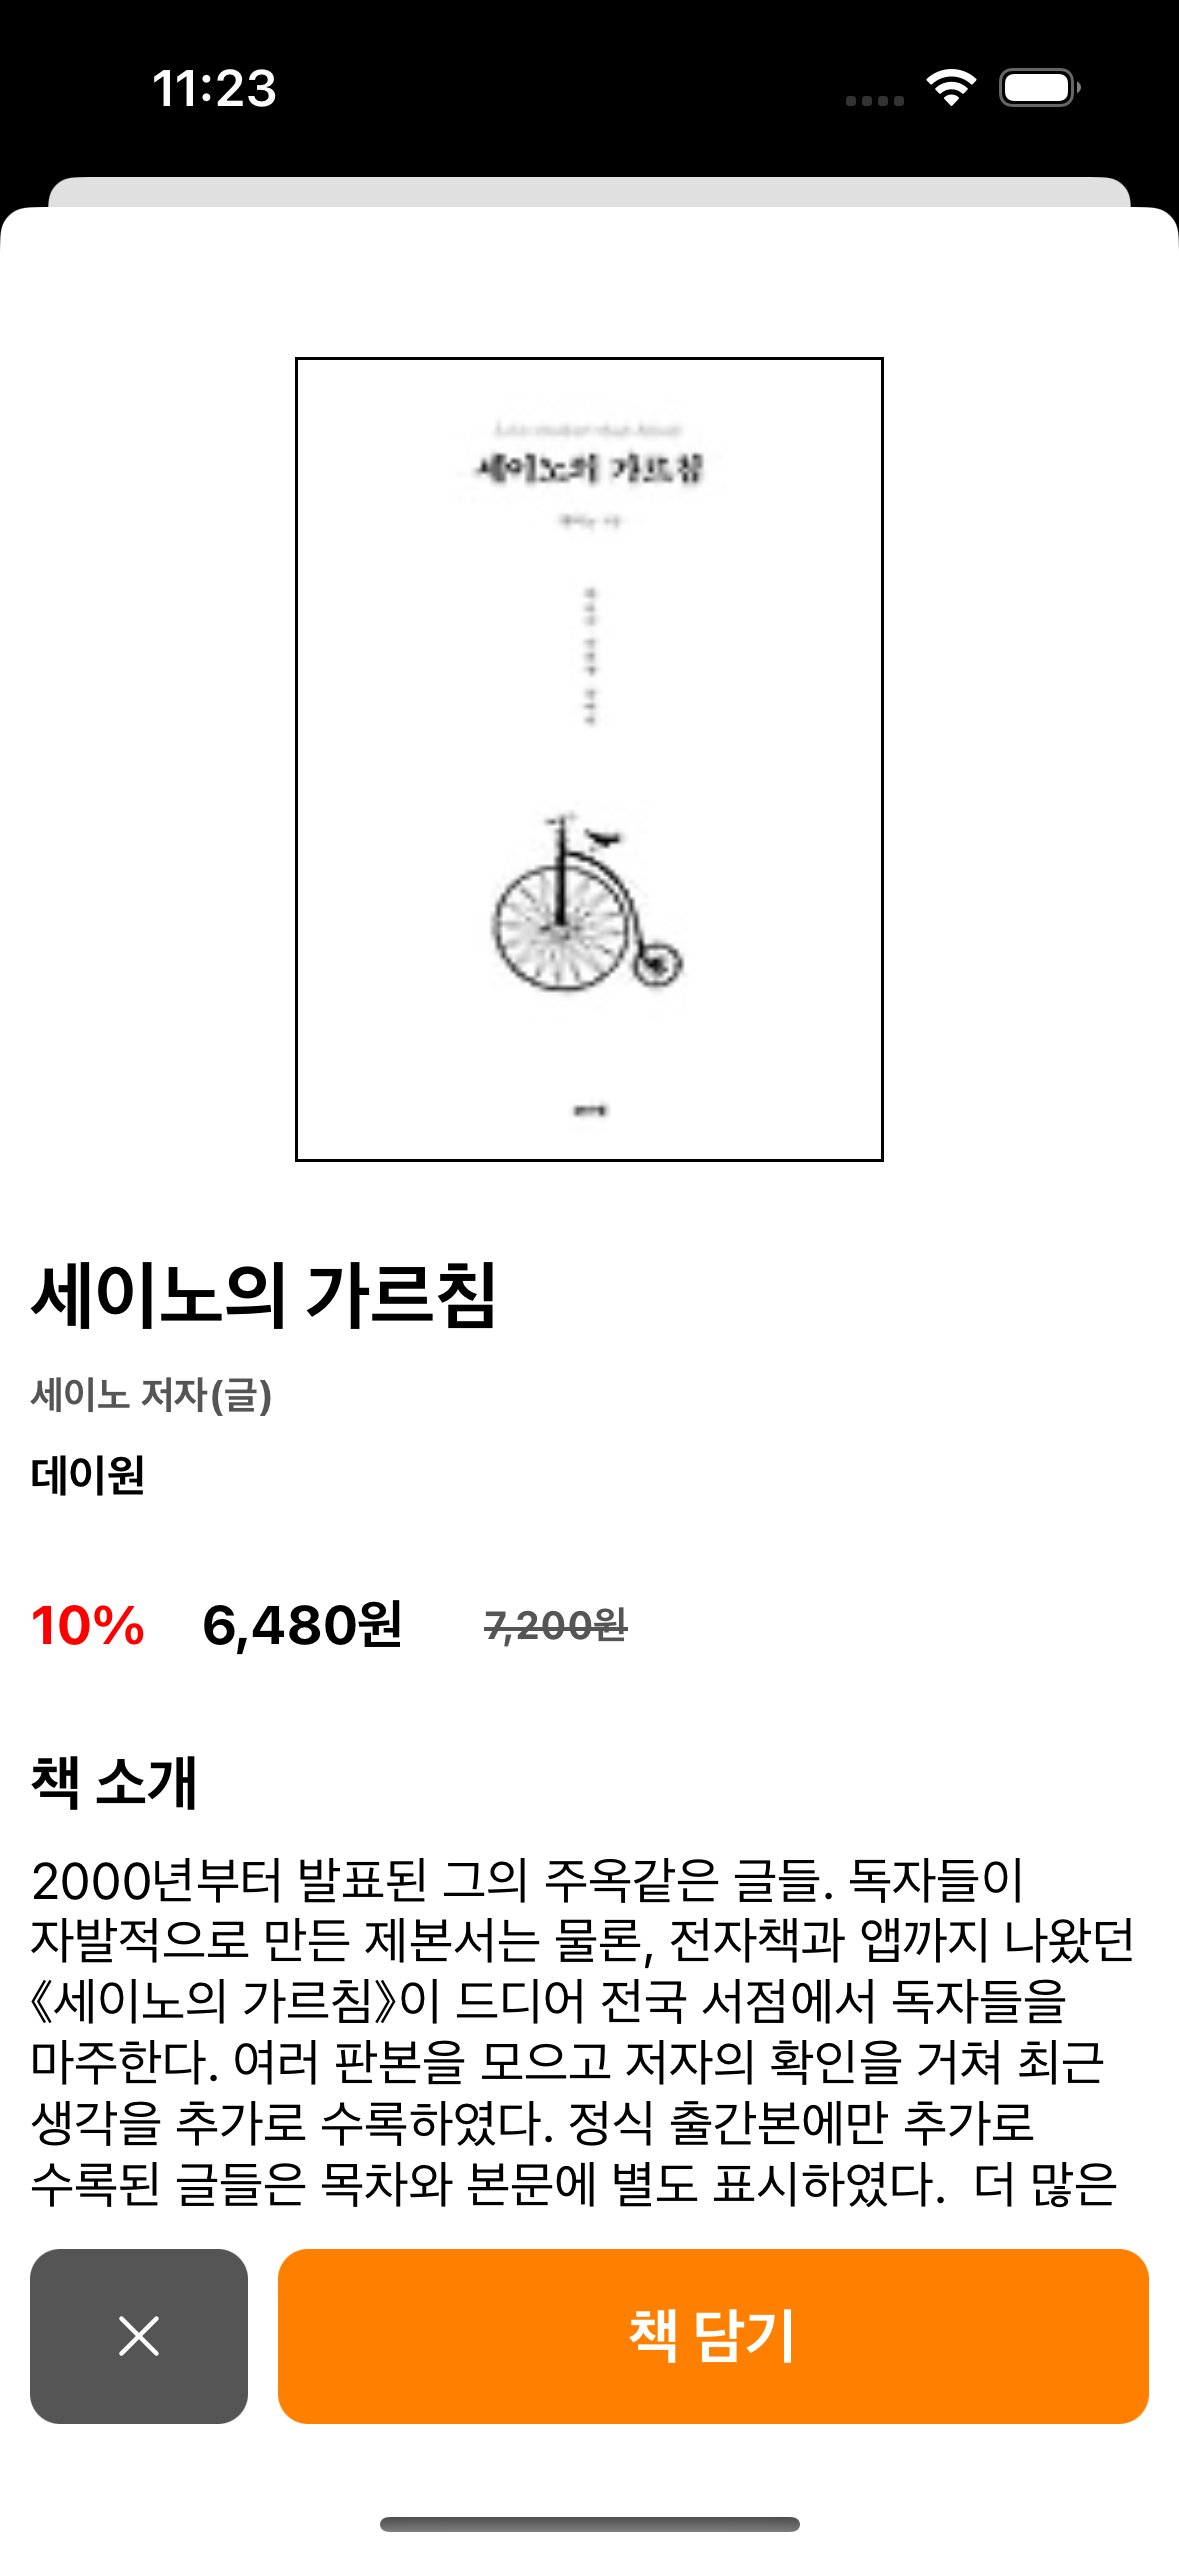 11:23
세이노의 가르침
세이노의 가르침
세이노 저자(글)
데이원
10% 6,480원 7,200원
책 소개
2000년부터 발표된 그의 주옥같은 글들. 독자들이
자발적으로 만든 제본서는 물론, 전자책과 앱까지 나왔던
《세이노의 가르침》이 드디어 전국 서점에서 독자들을
마주한다. 여러 판본을 모으고 저자의 확인을 거쳐 최근
생각을 추가로 수록하였다. 정식 출간본에만 추가로
수록된 글들은 목차와 본문에 별도 표시하였다. 더 많은
책 담기